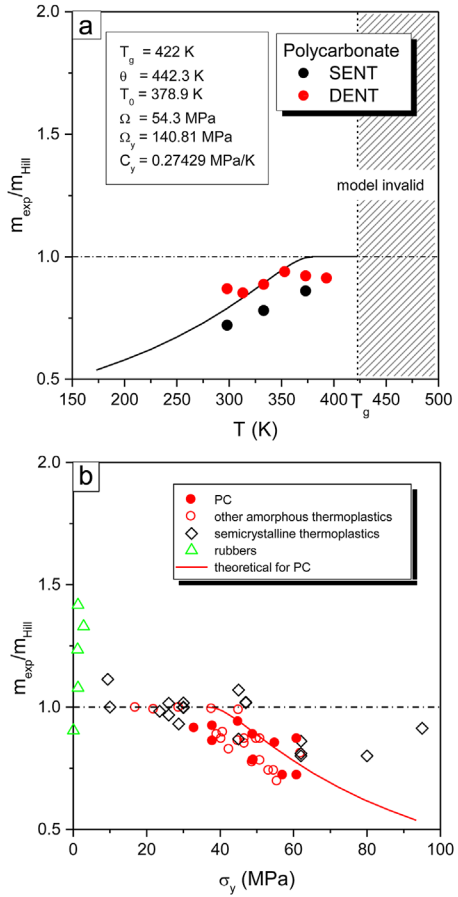 a
T_g = 422 K
θ = 442.3 K
T_0 = 378.9 K
Ω = 54.3 MPa
Ω_y = 140.81 MPa
C_y = 0.27429 MPa/K
Polycarbonate
SENT
DENT
model invalid
m_exp/m_Hill
2.0
1.5
1.0
0.5
150 200 250 300 350 400 T_g 450 500
T (K)
b
PC
other amorphous thermoplastics
semicrystalline thermoplastics
rubbers
theoretical for PC
m_exp/m_Hill
2.0
1.5
1.0
0.5
0 20 40 60 80 100
σ_y (MPa)